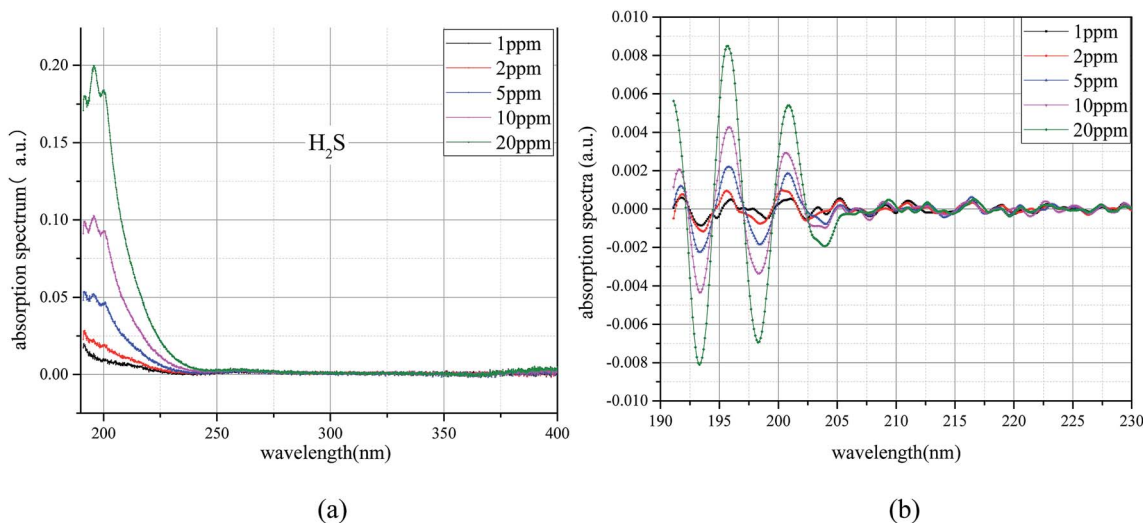 absorption spectrum( a.u.)
0.20
0.15
0.10
0.05
0.00
200
250
300
350
400
wavelength(nm)
H₂S
1ppm
2ppm
5ppm
10ppm
20ppm
(a)
absorption spectra (a.u.)
0.010
0.008
0.006
0.004
0.002
0.000
-0.002
-0.004
-0.006
-0.008
-0.010
190
195
200
205
210
215
220
225
230
wavelength(nm)
1ppm
2ppm
5ppm
10ppm
20ppm
(b)